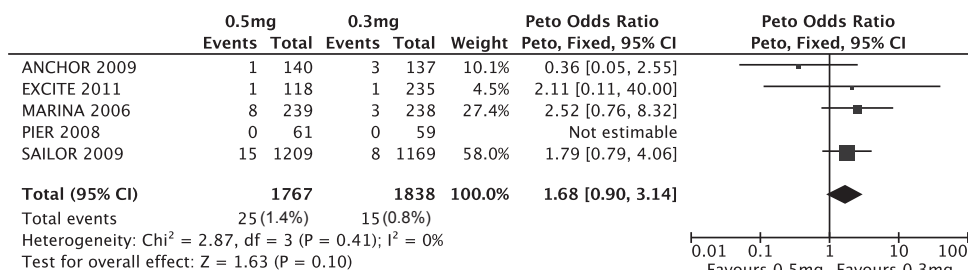 0.5mg 0.3mg Peto Odds Ratio Peto Odds Ratio
Events Total Events Total Weight Peto, Fixed, 95% CI Peto, Fixed, 95% CI
ANCHOR 2009 1 140 3 137 10.1% 0.36 [0.05, 2.55]
EXCITE 2011 1 118 1 235 4.5% 2.11 [0.11, 40.00]
MARINA 2006 8 239 3 238 27.4% 2.52 [0.76, 8.32]
PIER 2008 0 61 0 59 Not estimable
SAILOR 2009 15 1209 8 1169 58.0% 1.79 [0.79, 4.06]
Total (95% CI) 1767 1838 100.0% 1.68 [0.90, 3.14]
Total events 25(1.4%) 15(0.8%)
Heterogeneity: Chi² = 2.87, df = 3 (P = 0.41); I² = 0%
Test for overall effect: Z = 1.63 (P = 0.10)
0.01 0.1 1 10 100
Favours 0.5mg Favours 0.3mg